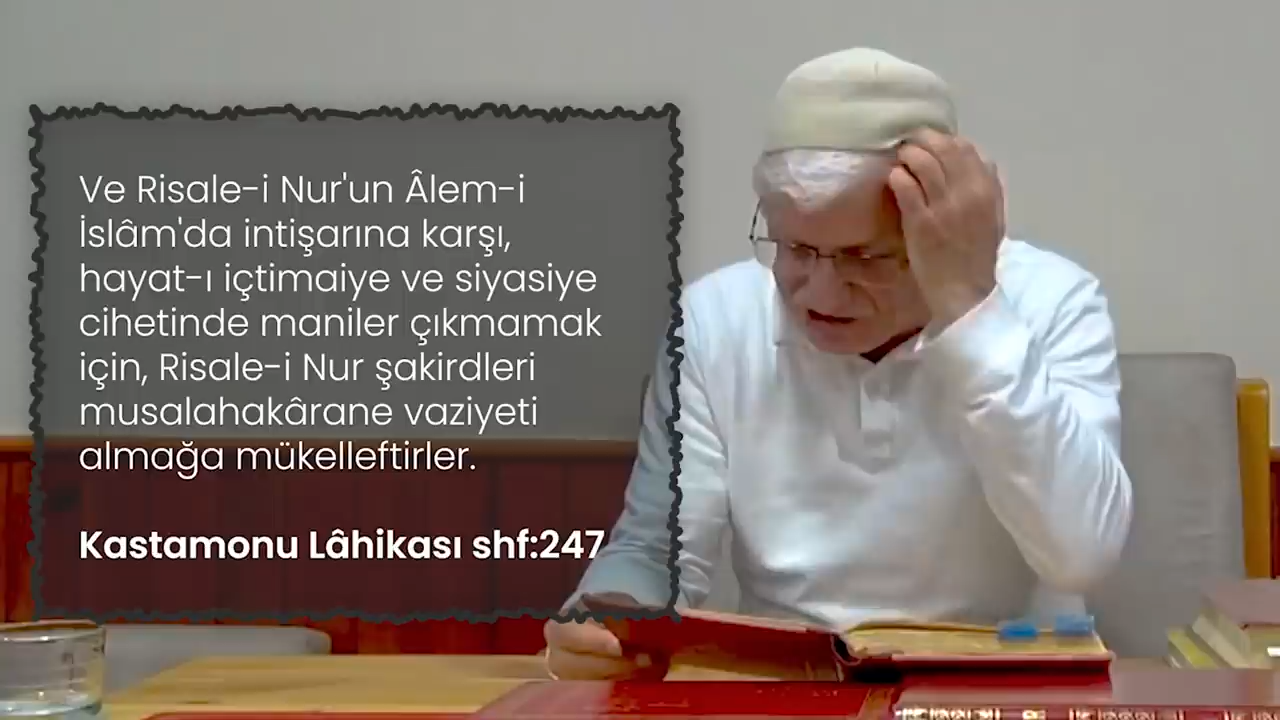 Ve Risale-i Nur'un Âlem-i
İslâm'da intişarına karşı,
hayat-ı içtimaiye ve siyasiye
cihetinde maniler çıkmamak
için, Risale-i Nur şakirdleri
musalahakârane vaziyeti
almağa mükelleftirler.
Kastamonu Lâhikası shf:247